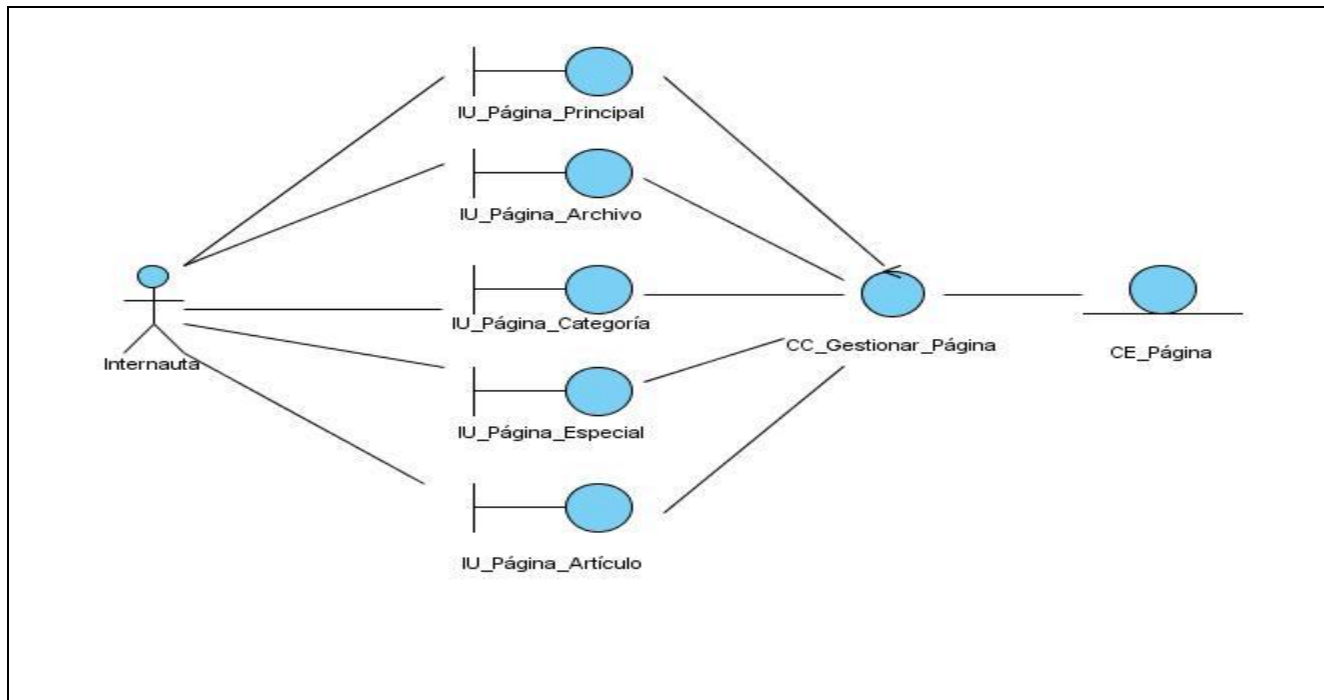 IU_Página_Principal
IU_Página_Archivo
IU_Página_Categoría
Internauta
CC_Gestionar_Página
CE_Página
IU_Página_Especial
IU_Página_Artículo